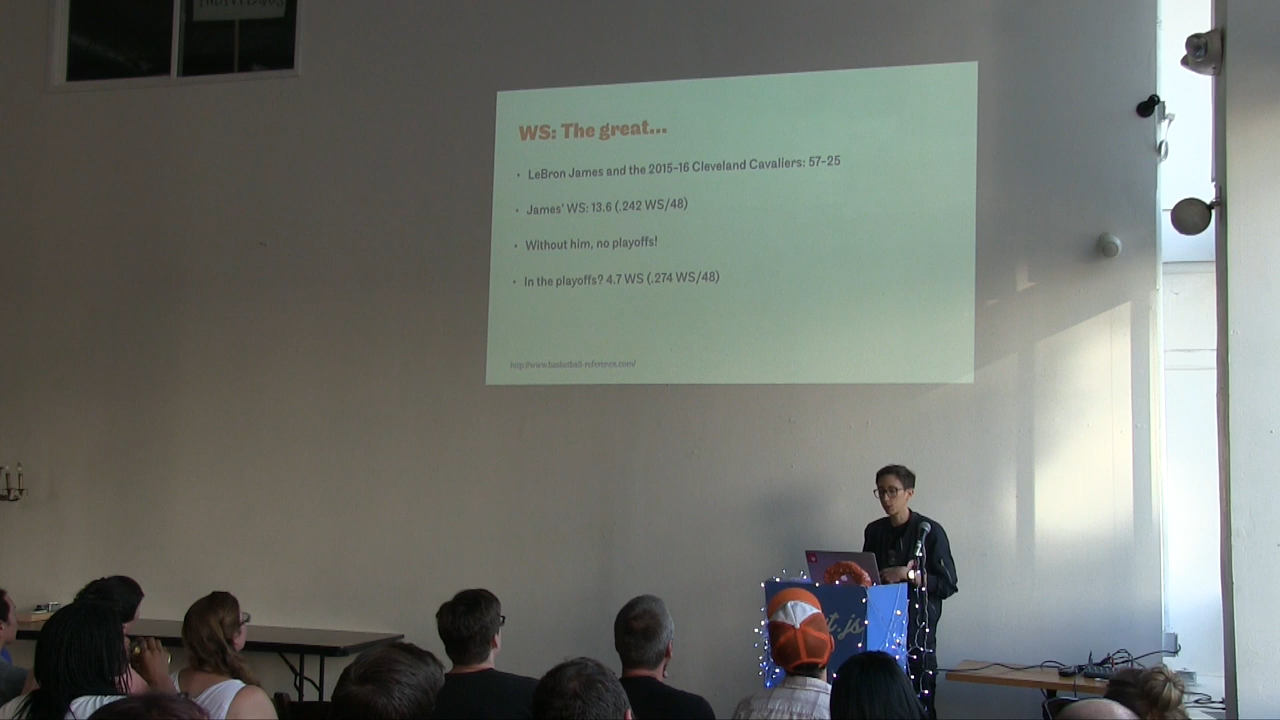 WS: The great...
• LeBron James and the 2015-16 Cleveland Cavaliers: 57-25
• James' WS: 13.6 (.242 WS/48)
• Without him, no playoffs!
• In the playoffs? 4.7 WS (.274 WS/48)
http://www.basketball-reference.com/
t.js